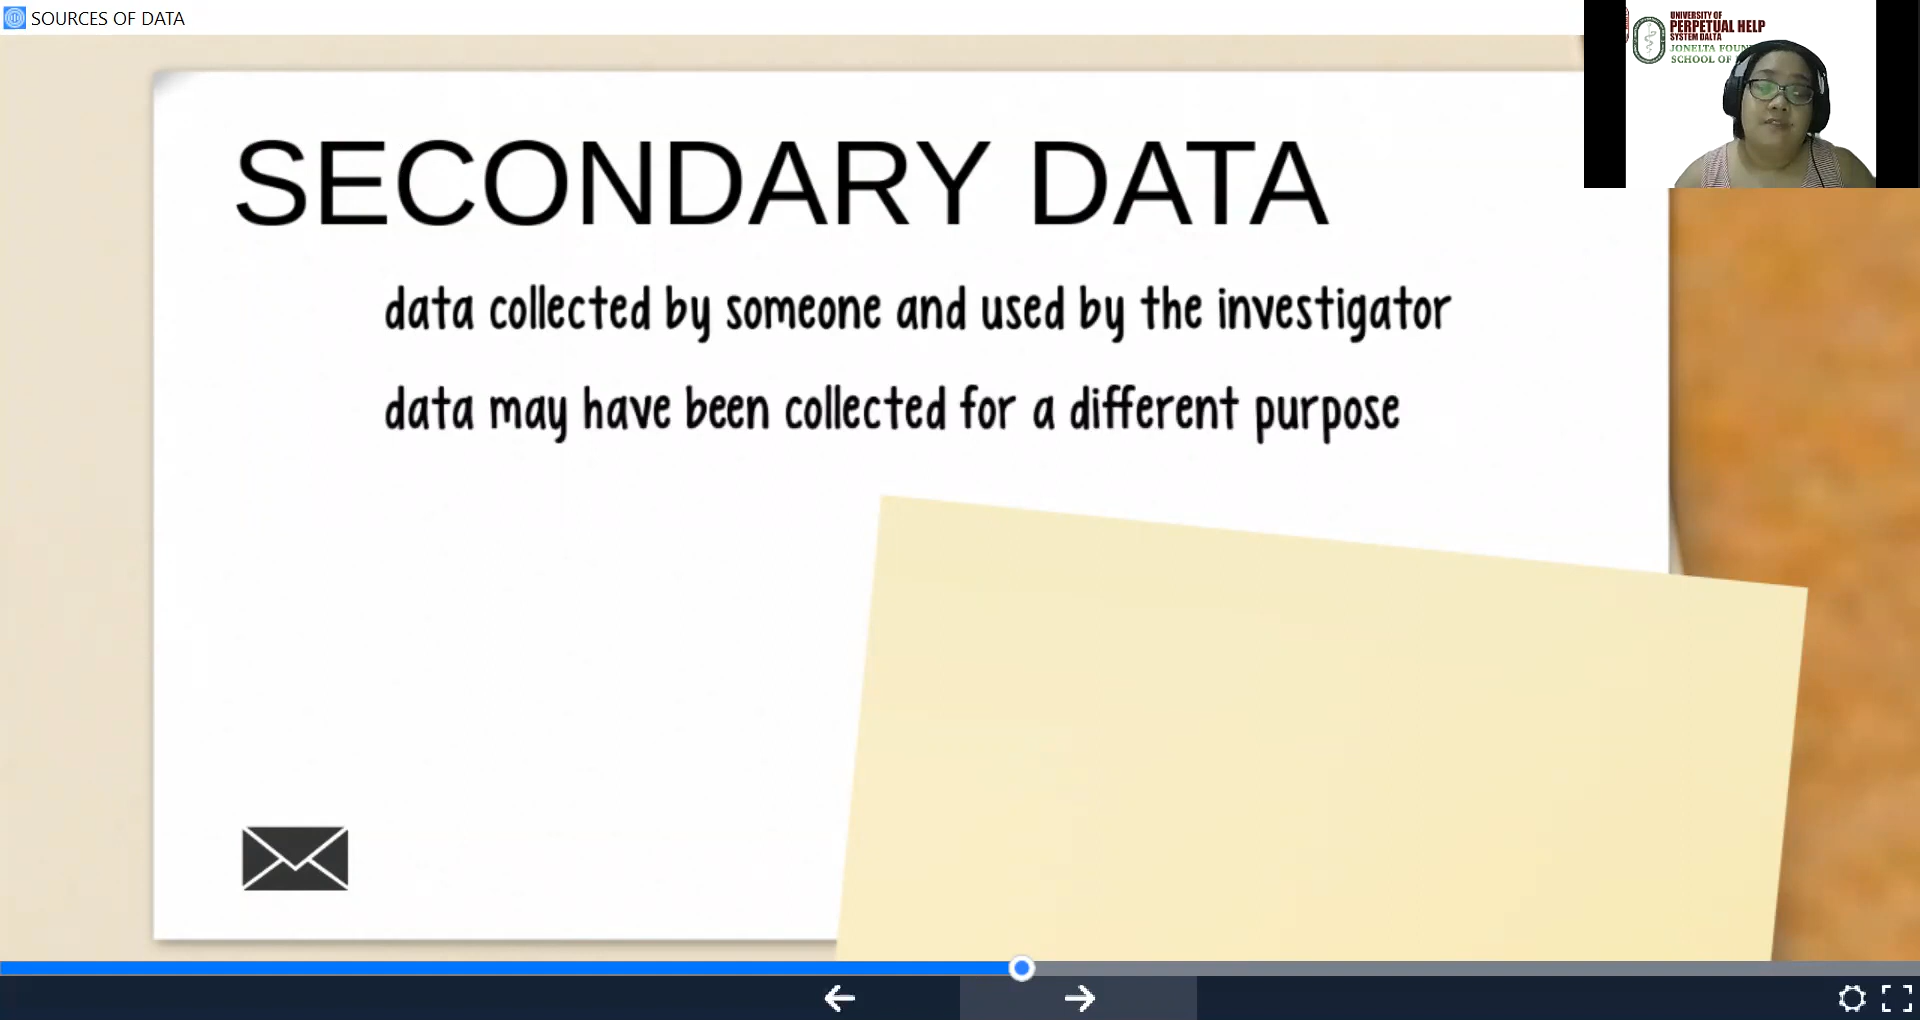 SOURCES OF DATA
UNIVERSITY OF
PERPETUAL HELP
SYSTEM DALTA
JONELTA FOUN
SCHOOL OF
SECONDARY DATA
data collected by someone and used by the investigator
data may have been collected for a different purpose